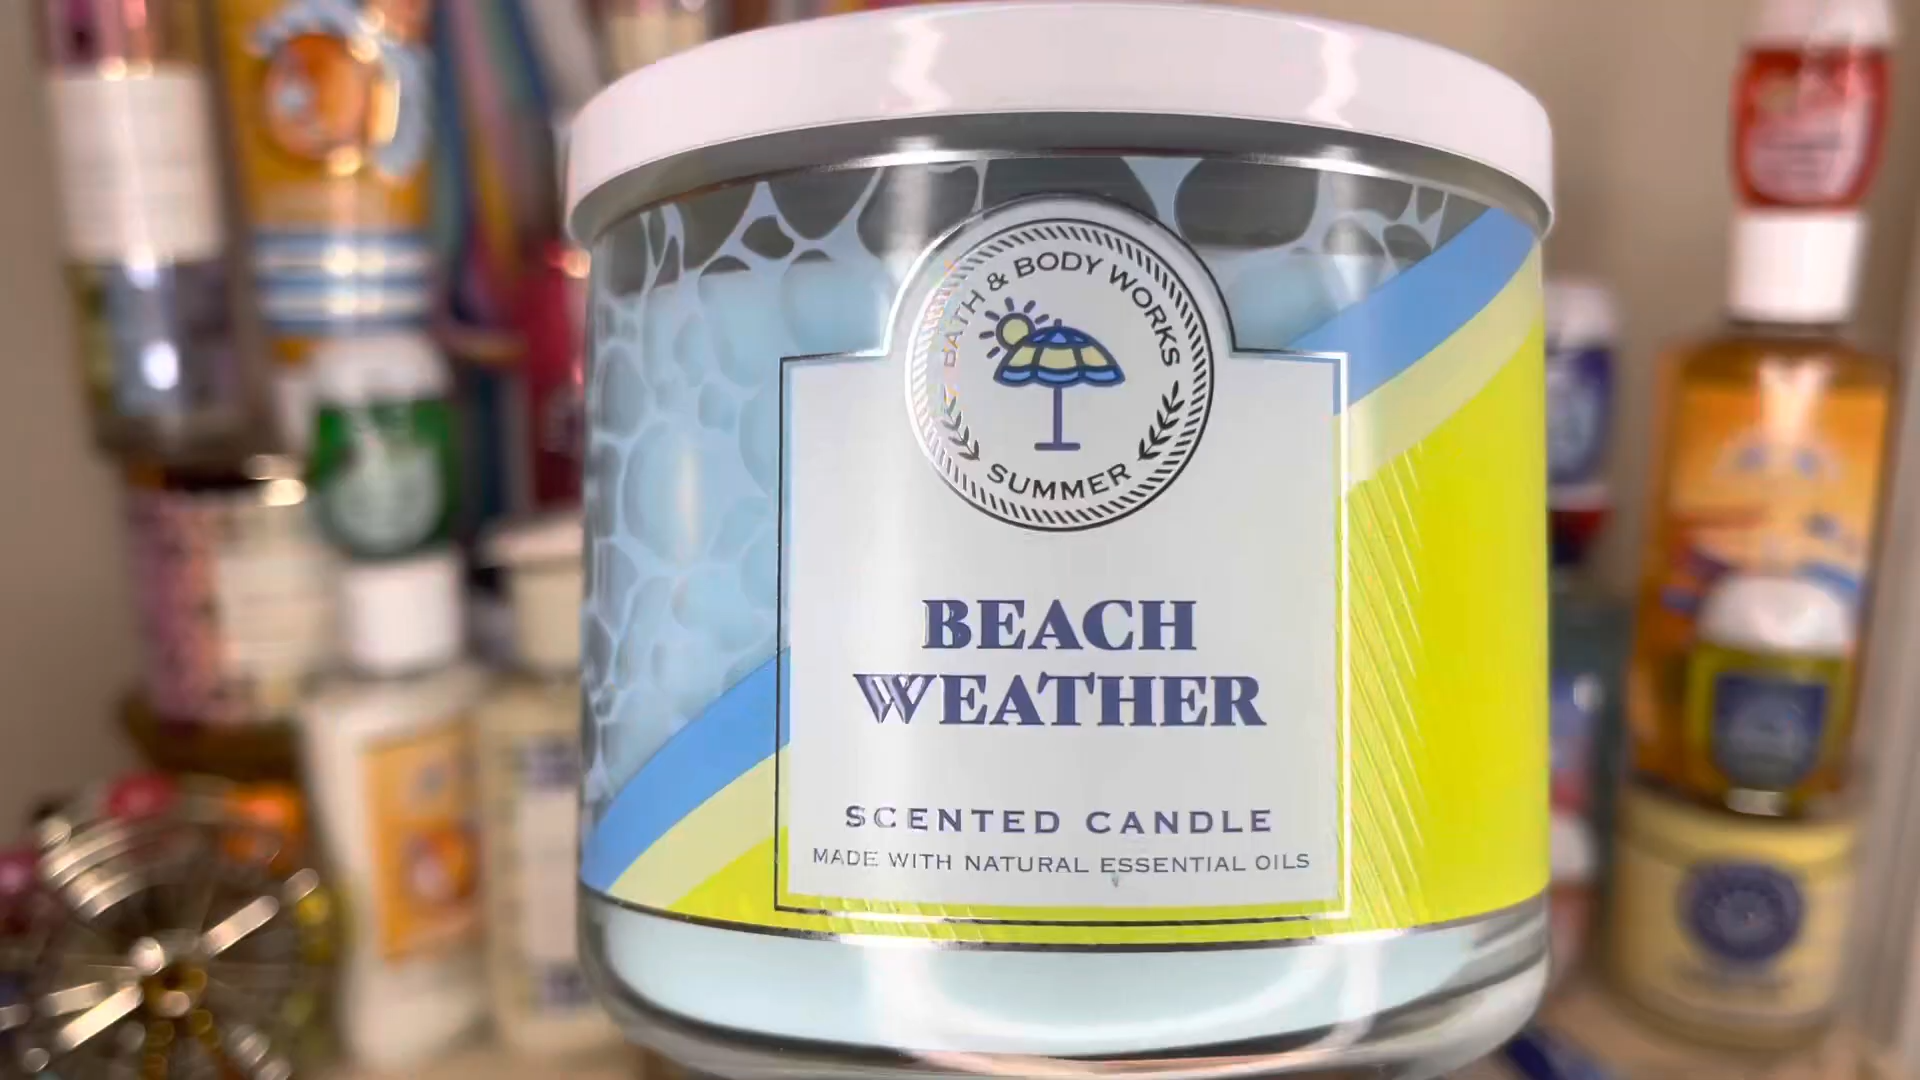 BATH & BODY WORKS
SUMMER
BEACH
WEATHER
SCENTED CANDLE
MADE WITH NATURAL ESSENTIAL OILS